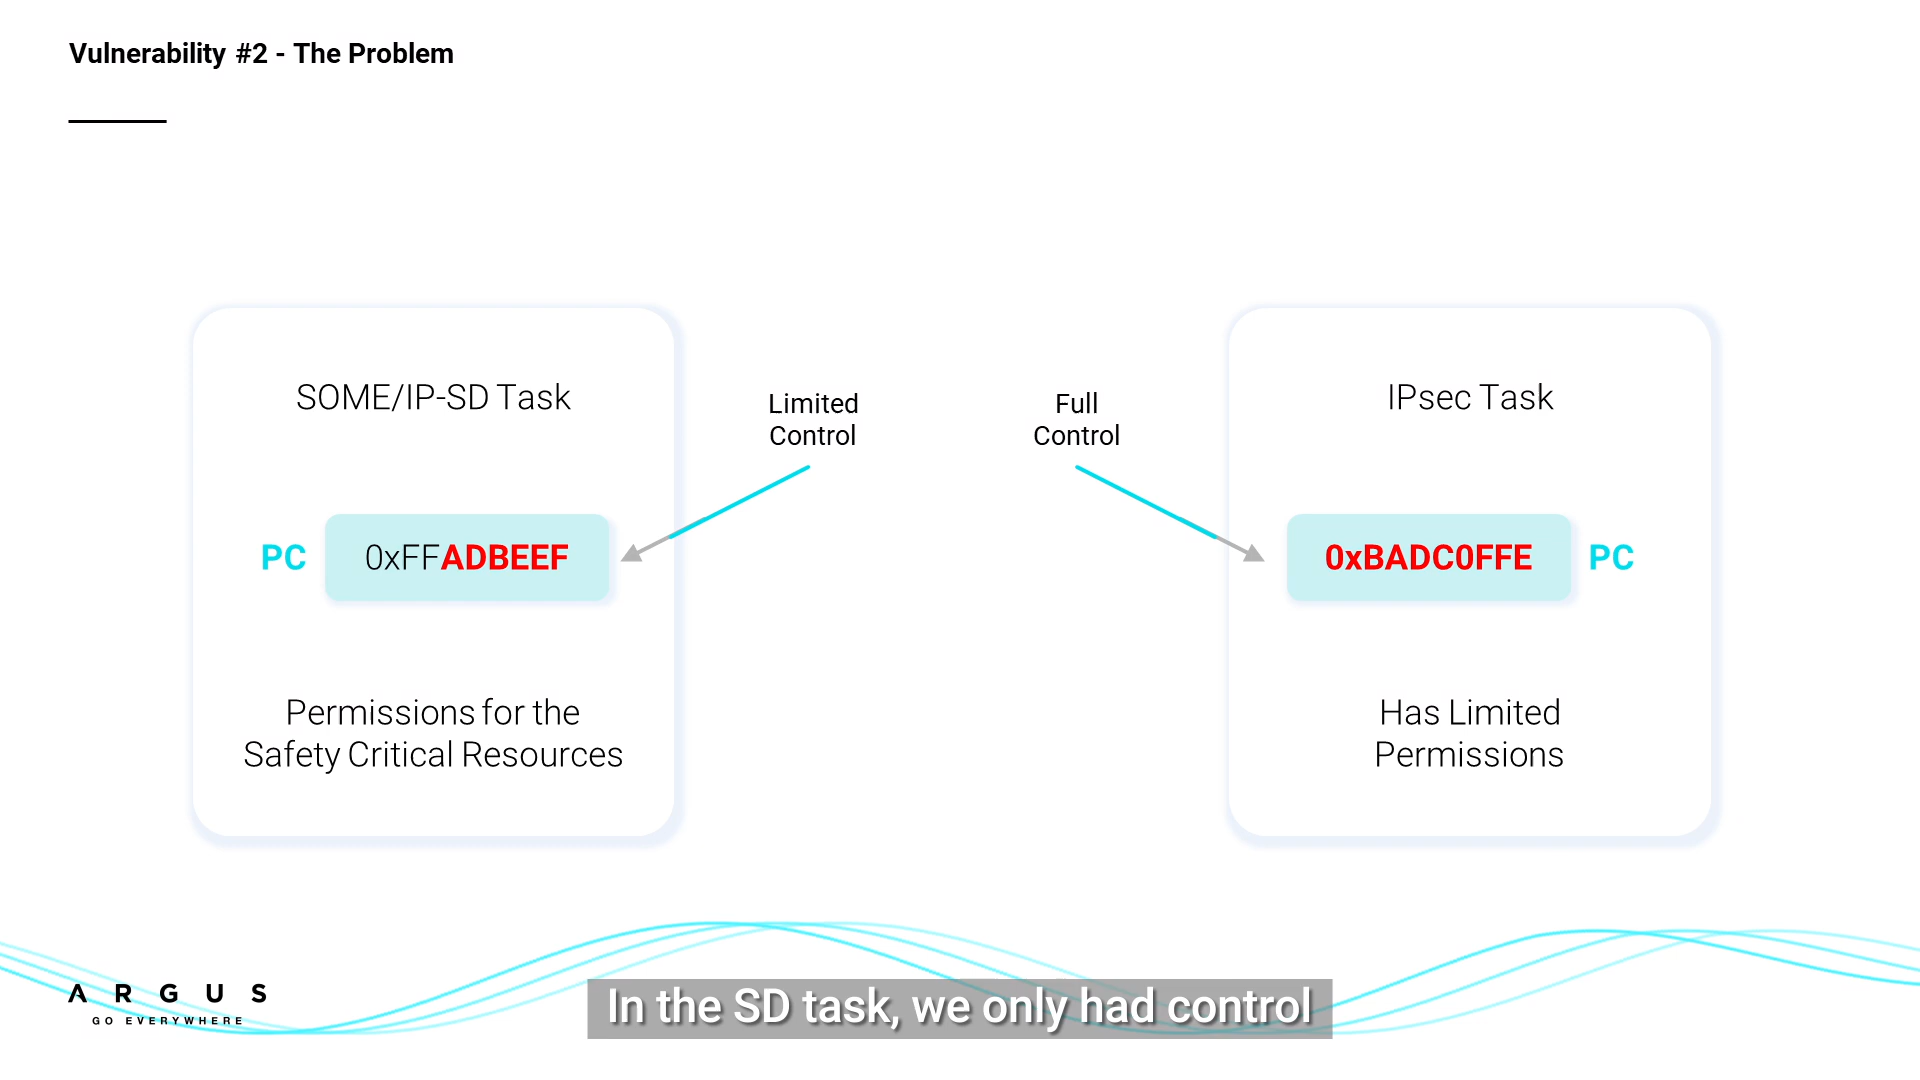 Vulnerability #2 - The Problem
SOME/IP-SD Task
PC
0xFFADBEEF
Permissions for the
Safety Critical Resources
Limited
Control
Full
Control
IPsec Task
0xBADC0FFE
PC
Has Limited
Permissions
ARGUS
GO EVERYWHERE
In the SD task, we only had control